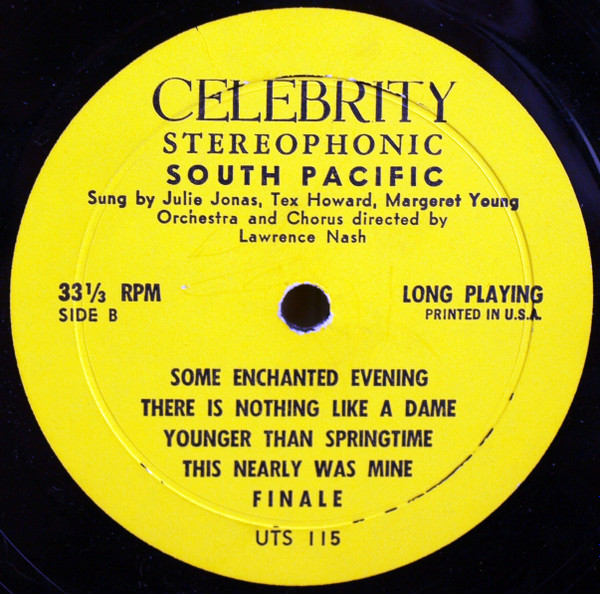 CELEBRITY
STEREOPHONIC
SOUTH PACIFIC
Sung by Julie Jonas, Tex Howard, Margeret Young
Orchestra and Chorus directed by
Lawrence Nash
33 1/3 RPM
SIDE B
LONG PLAYING
PRINTED IN U.S.A.
SOME ENCHANTED EVENING
THERE IS NOTHING LIKE A DAME
YOUNGER THAN SPRINGTIME
THIS NEARLY WAS MINE
FINALE
UTS 115